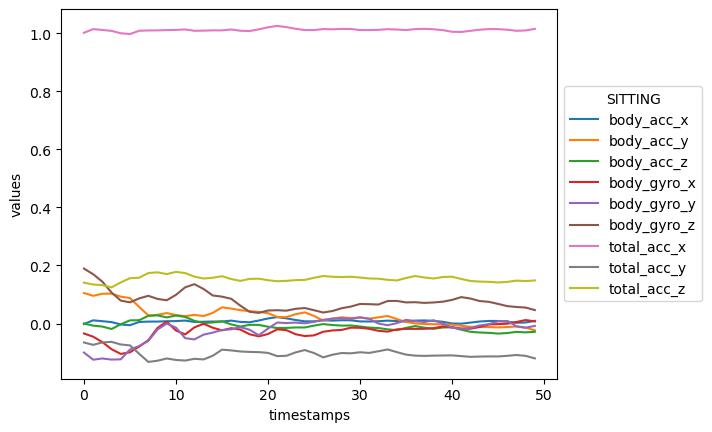 1.0
0.8
0.6
0.4
0.2
0.0
values
0 10 20 30 40 50
timestamps
SITTING
body_acc_x
body_acc_y
body_acc_z
body_gyro_x
body_gyro_y
body_gyro_z
total_acc_x
total_acc_y
total_acc_z